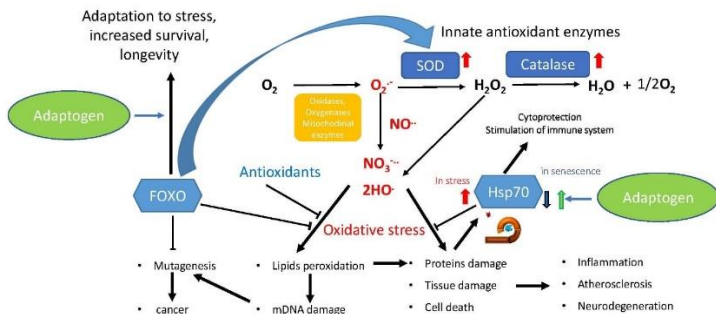 Adaptation to stress,
increased survival,
longevity
Innate antioxidant enzymes
SOD
Catalase
O₂
O₂·⁻
H₂O₂
H₂O + 1/2O₂
Oxidases,
Oxygenases
Mitochodinal
enzymes
Adaptogen
NO··
Cytoprotection
Stimulation of immune system
NO₃⁻··
2HO·
Antioxidants
FOXO
In stress
Hsp70
in senescence
Adaptogen
Oxidative stress
• Mutagenesis
• Lipids peroxidation
• Proteins damage
• Inflammation
• Tissue damage
• Atherosclerosis
• cancer
• mDNA damage
• Cell death
• Neurodegeneration